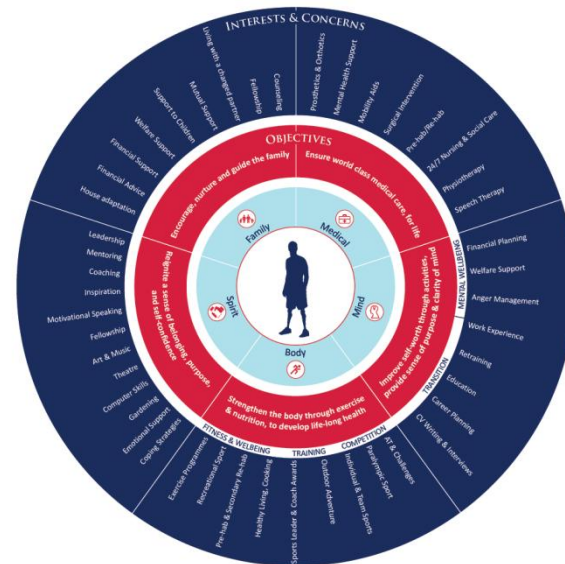 INTERESTS & CONCERNS
Living with a changed partner
Mutual Support
Support to Children
Welfare Support
Financial Support
Financial Advice
House adaptation
Fellowship
Counseling
Prosthetics & Orthotics
Mental Health Support
Mobility Aids
Surgical Intervention
Pre-hab/Re-hab
24/7 Nursing & Social Care
Physiotherapy
Speech Therapy
MENTAL WELLBEING
Financial Planning
Welfare Support
Anger Management
TRANSITION
Work Experience
Retraining
Education
Career Planning
CV Writing & Interviews
COMPETITION
AT & Challenges
Paralympic Sport
Individual & Team Sports
TRAINING
Outdoor Adventure
Sports Leader & Coach Awards
FITNESS & WELBEING
Healthy Living, Cooking
Pre-hab & Secondary Re-hab
Recreational Sport
Exercise Programmes
Coping Strategies
Emotional Support
Gardening
Computer Skills
Theatre
Art & Music
Fellowship
Motivational Speaking
Inspiration
Coaching
Mentoring
Leadership
OBJECTIVES
Encourage, nurture and guide the family
Ensure world class medical care, for life
Improve self-worth through activities,
provide sense of purpose & clarity of mind
Strengthen the body through exercise
& nutrition, to develop life-long health
Reignite a sense of belonging, purpose,
and self-confidence
Family
Medical
Mind
Body
Spirit